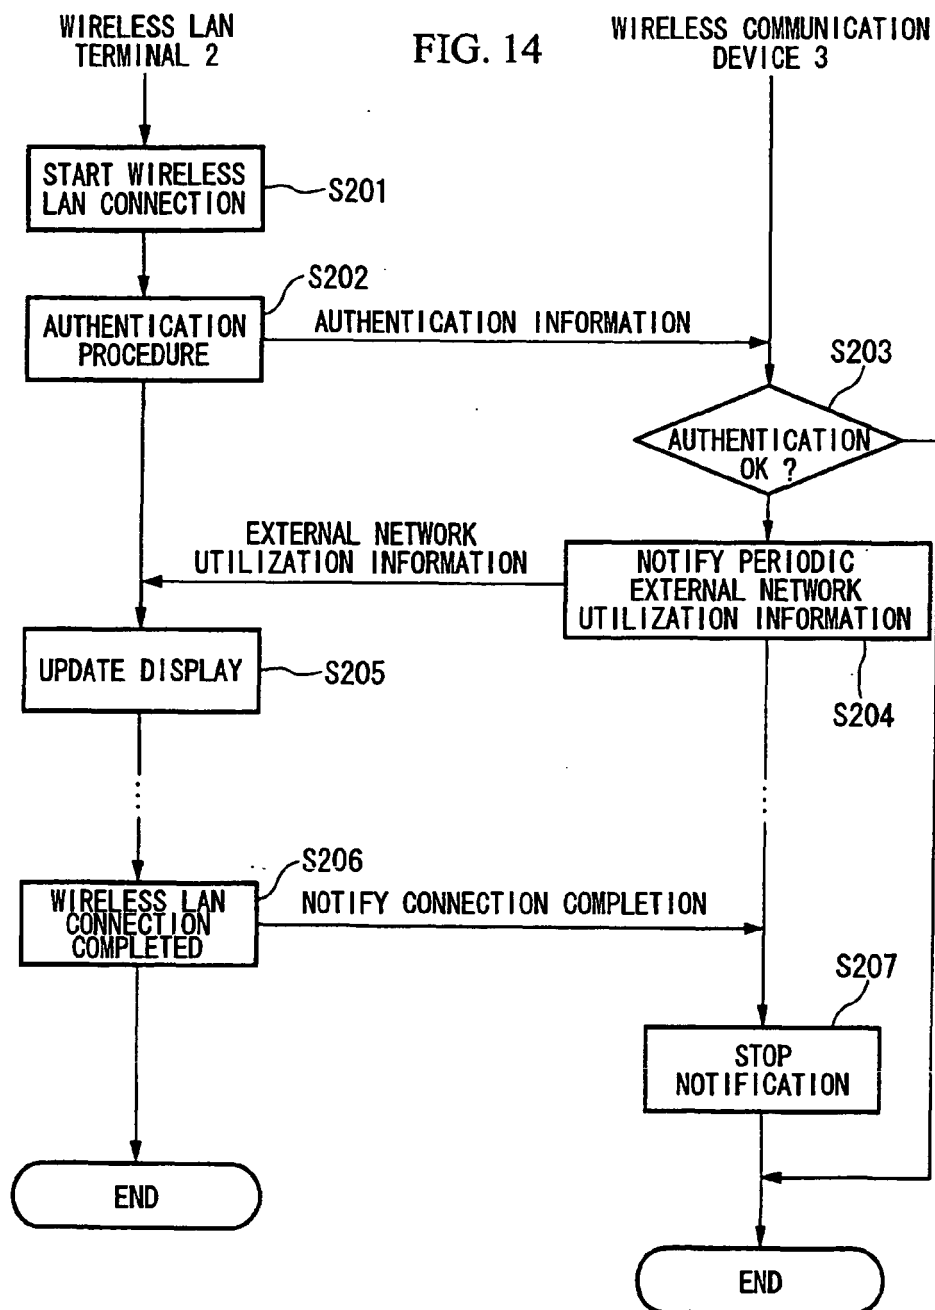 WIRELESS LAN
TERMINAL 2
FIG. 14
WIRELESS COMMUNICATION
DEVICE 3
START WIRELESS
LAN CONNECTION
S201
S202
AUTHENTICATION
PROCEDURE
AUTHENTICATION INFORMATION
S203
AUTHENTICATION
OK ?
EXTERNAL NETWORK
UTILIZATION INFORMATION
NOTIFY PERIODIC
EXTERNAL NETWORK
UTILIZATION INFORMATION
S204
UPDATE DISPLAY
S205
S206
WIRELESS LAN
CONNECTION
COMPLETED
NOTIFY CONNECTION COMPLETION
S207
STOP
NOTIFICATION
END
END